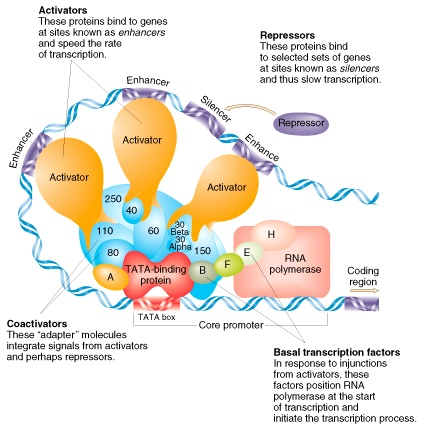 Activators
These proteins bind to genes
at sites known as enhancers
and speed the rate
of transcription.
Repressors
These proteins bind
to selected sets of genes
at sites known as silencers
and thus slow transcription.
Enhancer
Silencer
Repressor
Enhancer
Enhance
Activator
Activator
Activator
250
40
110
60
30
Beta
30
Alpha
150
80
A
TATA-binding
protein
B
F
E
H
RNA
polymerase
Coding
region
TATA box
Core promoter
Coactivators
These “adapter” molecules
integrate signals from activators
and perhaps repressors.
Basal transcription factors
In response to injunctions
from activators, these
factors position RNA
polymerase at the start
of transcription and
initiate the transcription process.